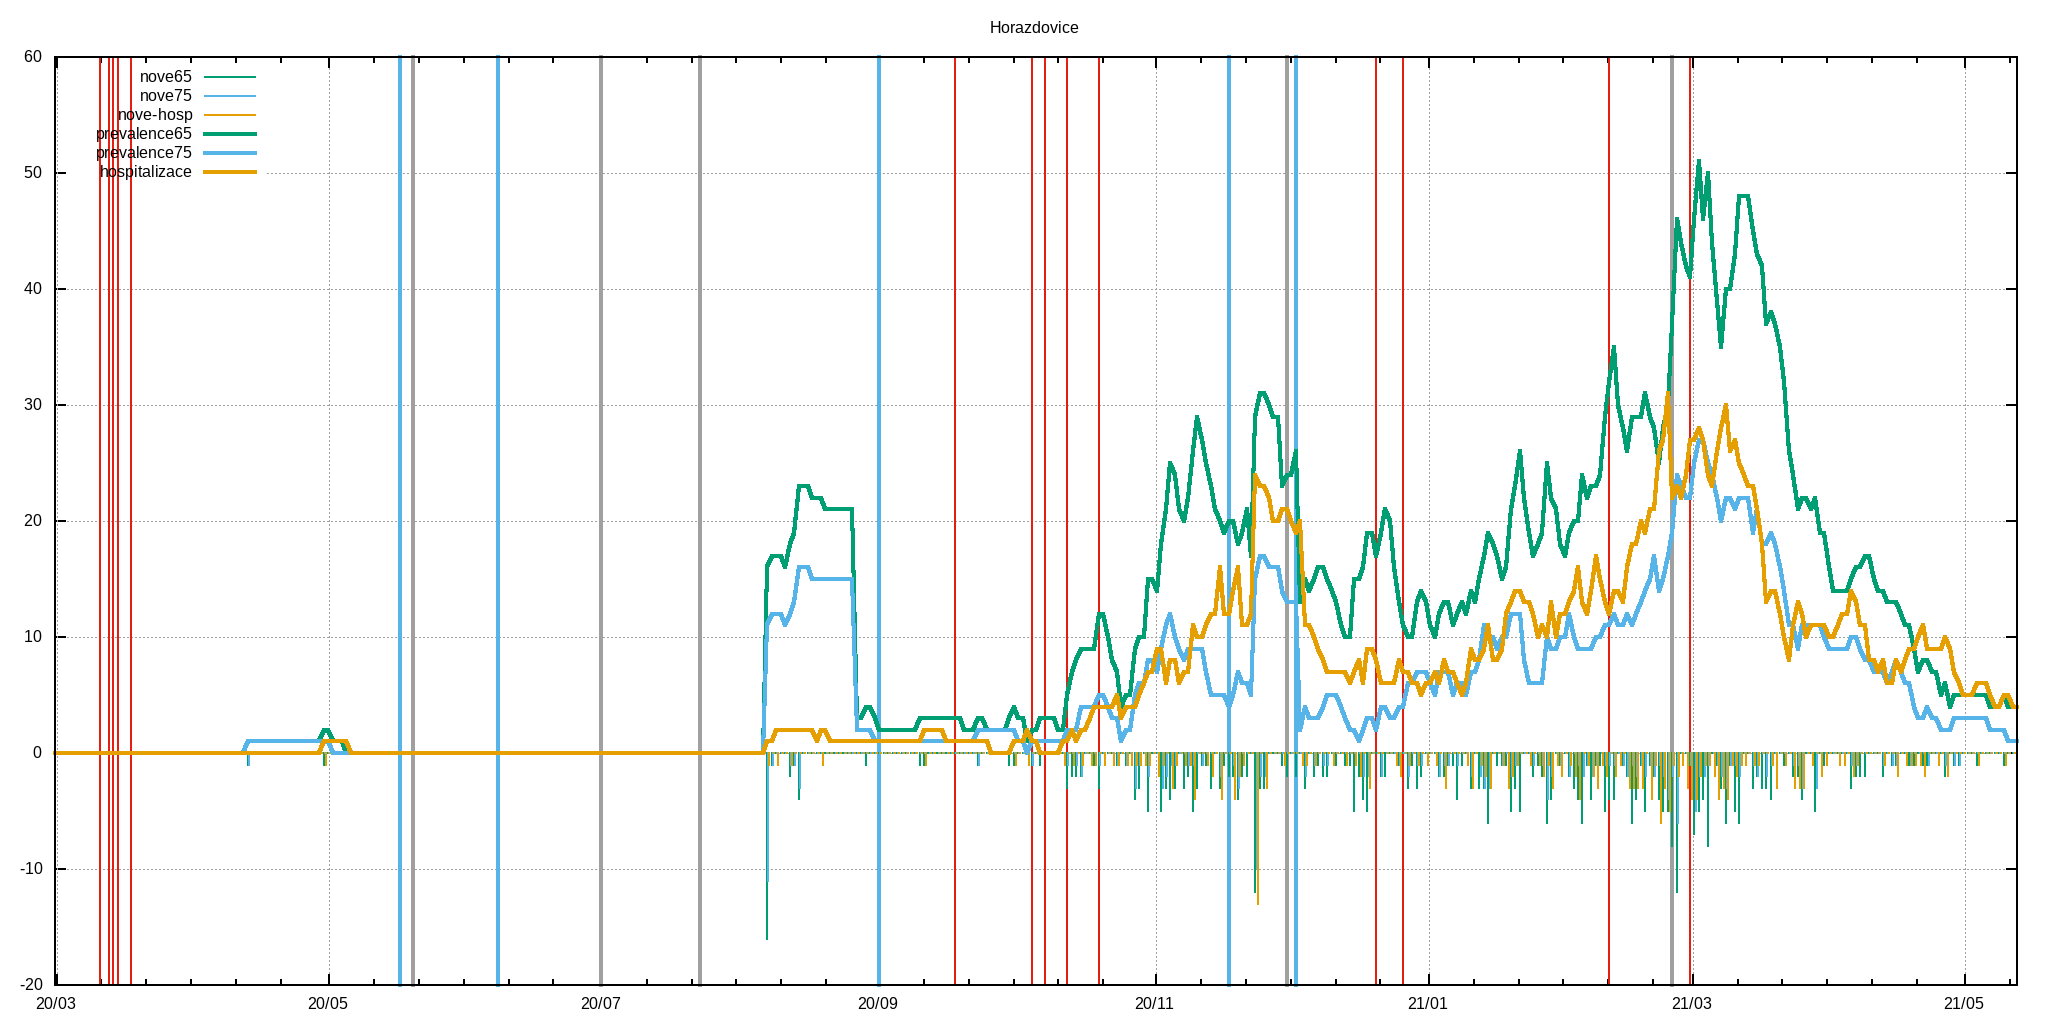 Horazdovice
60
50
40
30
20
10
0
-10
-20
nove65
nove75
nove-hosp
prevalence65
prevalence75
hospitalizace
20/03 20/05 20/07 20/09 20/11 21/01 21/03 21/05